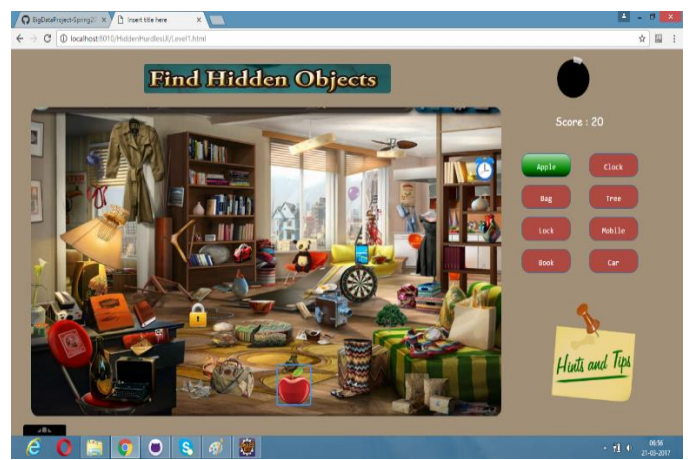 BigDataProject-Spring20
Insert title here
localhost:8010/HiddenHurdlesUI/Level1.html
Find Hidden Objects
Score : 20
Apple
Clock
Bag
Tree
Lock
Mobile
Book
Car
Hints and Tips
06:56
21-03-2017